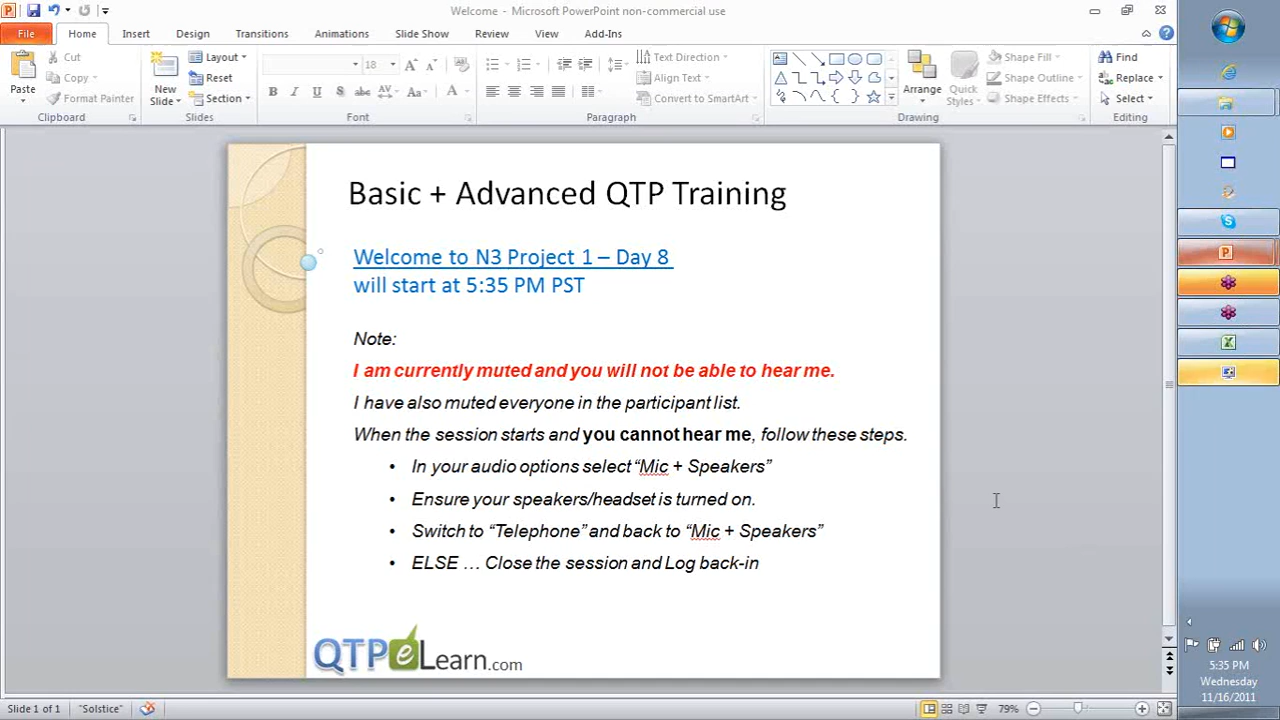 Welcome - Microsoft PowerPoint non-commercial use
File Home Insert Design Transitions Animations Slide Show Review View Add-Ins
Paste
Cut
Copy
Format Painter
Clipboard
New Slide
Layout
Reset
Section
Slides
18
Font
Text Direction
Align Text
Convert to SmartArt
Paragraph
Arrange
Quick Styles
Shape Fill
Shape Outline
Shape Effects
Drawing
Find
Replace
Select
Editing
Basic + Advanced QTP Training
Welcome to N3 Project 1 – Day 8
will start at 5:35 PM PST
Note:
I am currently muted and you will not be able to hear me.
I have also muted everyone in the participant list.
When the session starts and you cannot hear me, follow these steps.
• In your audio options select “Mic + Speakers”
• Ensure your speakers/headset is turned on.
• Switch to “Telephone” and back to “Mic + Speakers”
• ELSE … Close the session and Log back-in
QTPeLearn.com
5:35 PM
Wednesday
11/16/2011
Slide 1 of 1 "Solstice" 79%